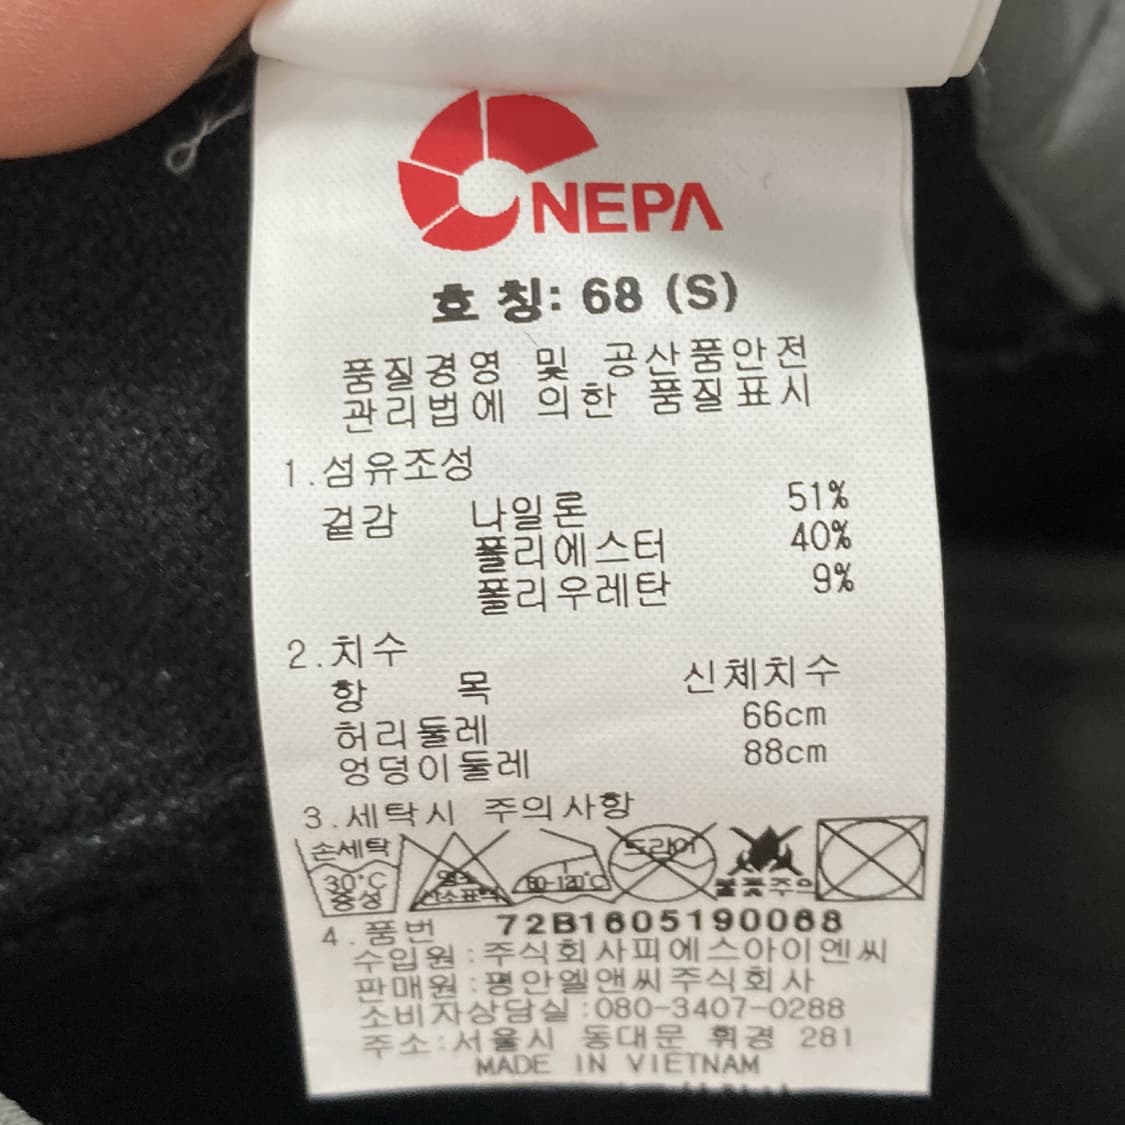 NEPA
호 칭: 68 (S)
품질경영 및 공산품안전
관리법에 의한 품질표시
1.섬유조성
겉감 나일론 51%
폴리에스터 40%
폴리우레탄 9%
2.치수
항 목 신체치수
허리둘레 66cm
엉덩이둘레 88cm
3.세탁시 주의사항
손세탁 30°C 중성 염소 산소표백 80-120°C 드라이 불꽃주의
4.품번 72B1605190068
수입원:주식회사피에스아이엔씨
판매원:평안엘앤씨주식회사
소비자상담실:080-3407-0288
주소:서울시 동대문 휘경 281
MADE IN VIETNAM